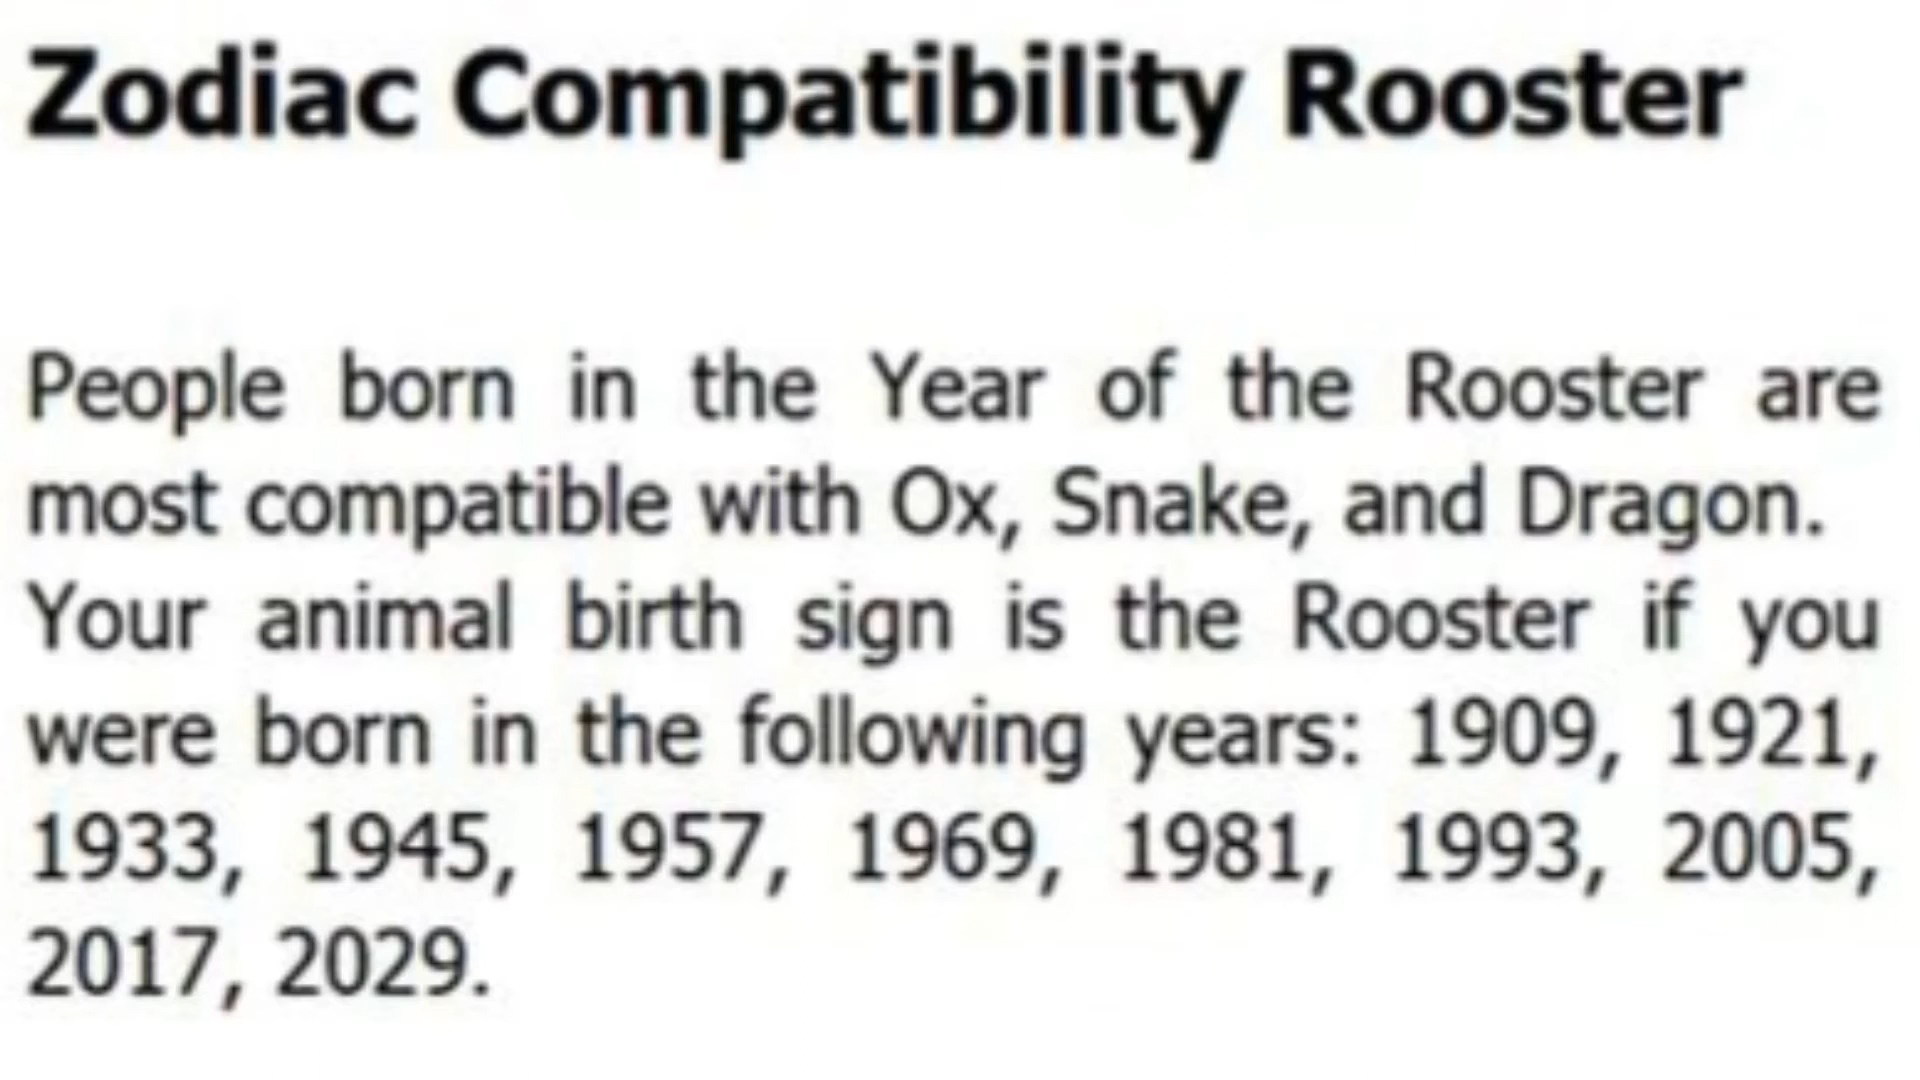 Zodiac Compatibility Rooster
People born in the Year of the Rooster are
most compatible with Ox, Snake, and Dragon.
Your animal birth sign is the Rooster if you
were born in the following years: 1909, 1921,
1933, 1945, 1957, 1969, 1981, 1993, 2005,
2017, 2029.